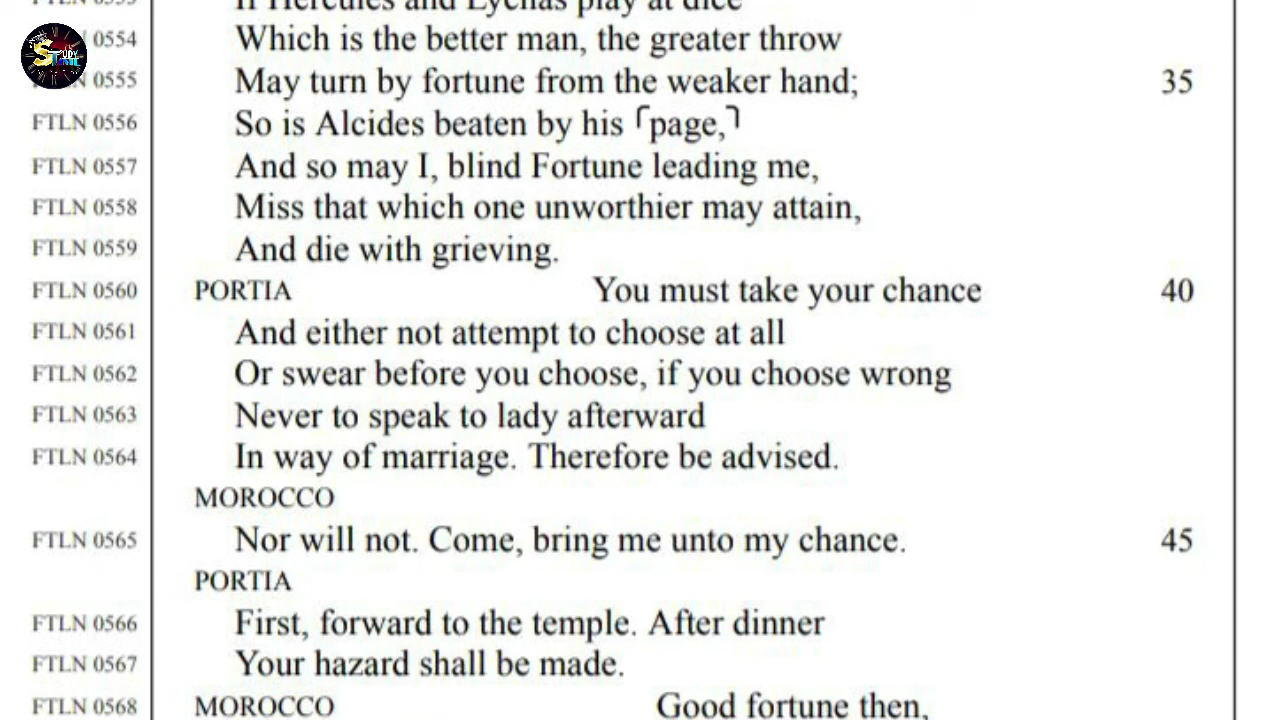 If Hercules and Lychas play at dice
FTLN 0554 Which is the better man, the greater throw
0555 May turn by fortune from the weaker hand; 35
FTLN 0556 So is Alcides beaten by his ⌜page,⌝
FTLN 0557 And so may I, blind Fortune leading me,
FTLN 0558 Miss that which one unworthier may attain,
FTLN 0559 And die with grieving.
FTLN 0560 PORTIA You must take your chance 40
FTLN 0561 And either not attempt to choose at all
FTLN 0562 Or swear before you choose, if you choose wrong
FTLN 0563 Never to speak to lady afterward
FTLN 0564 In way of marriage. Therefore be advised.
MOROCCO
FTLN 0565 Nor will not. Come, bring me unto my chance. 45
PORTIA
FTLN 0566 First, forward to the temple. After dinner
FTLN 0567 Your hazard shall be made.
FTLN 0568 MOROCCO Good fortune then,